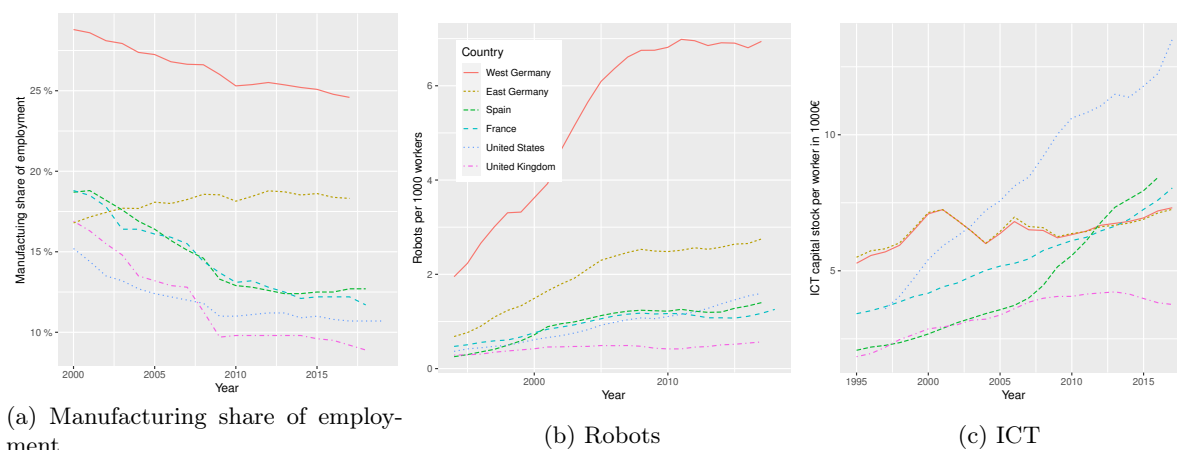 Manufacturing share of employment
25 %
20 %
15 %
10 %
2000 2005 2010 2015
Year
(a) Manufacturing share of employ-
ment
Robots per 1000 workers
6
4
2
0
Country
West Germany
East Germany
Spain
France
United States
United Kingdom
2000 2010
Year
(b) Robots
ICT capital stock per worker in 1000€
10
5
1995 2000 2005 2010 2015
Year
(c) ICT